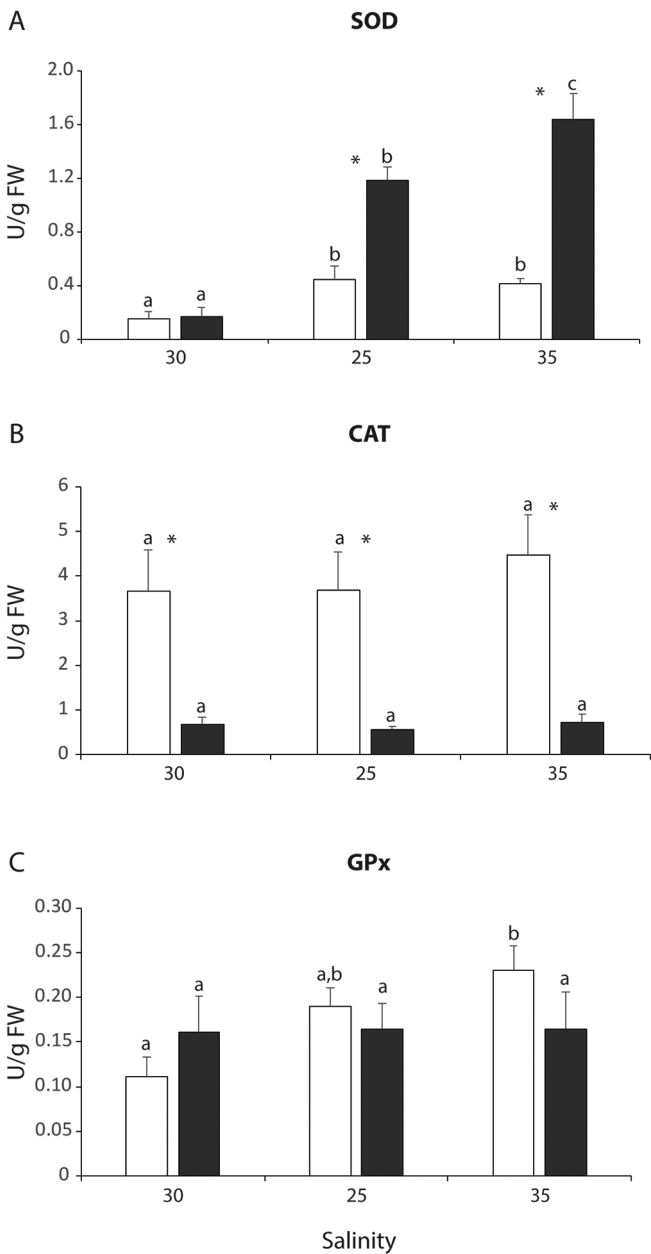 A
SOD
2.0
1.6
1.2
0.8
0.4
0
U/g FW
a
a
b
*
b
b
*
c
30
25
35
B
CAT
6
5
4
3
2
1
0
U/g FW
a
*
a
a
*
a
a
*
a
30
25
35
C
GPx
0.30
0.25
0.20
0.15
0.10
0.05
0
U/g FW
a
a
a,b
a
b
a
30
25
35
Salinity